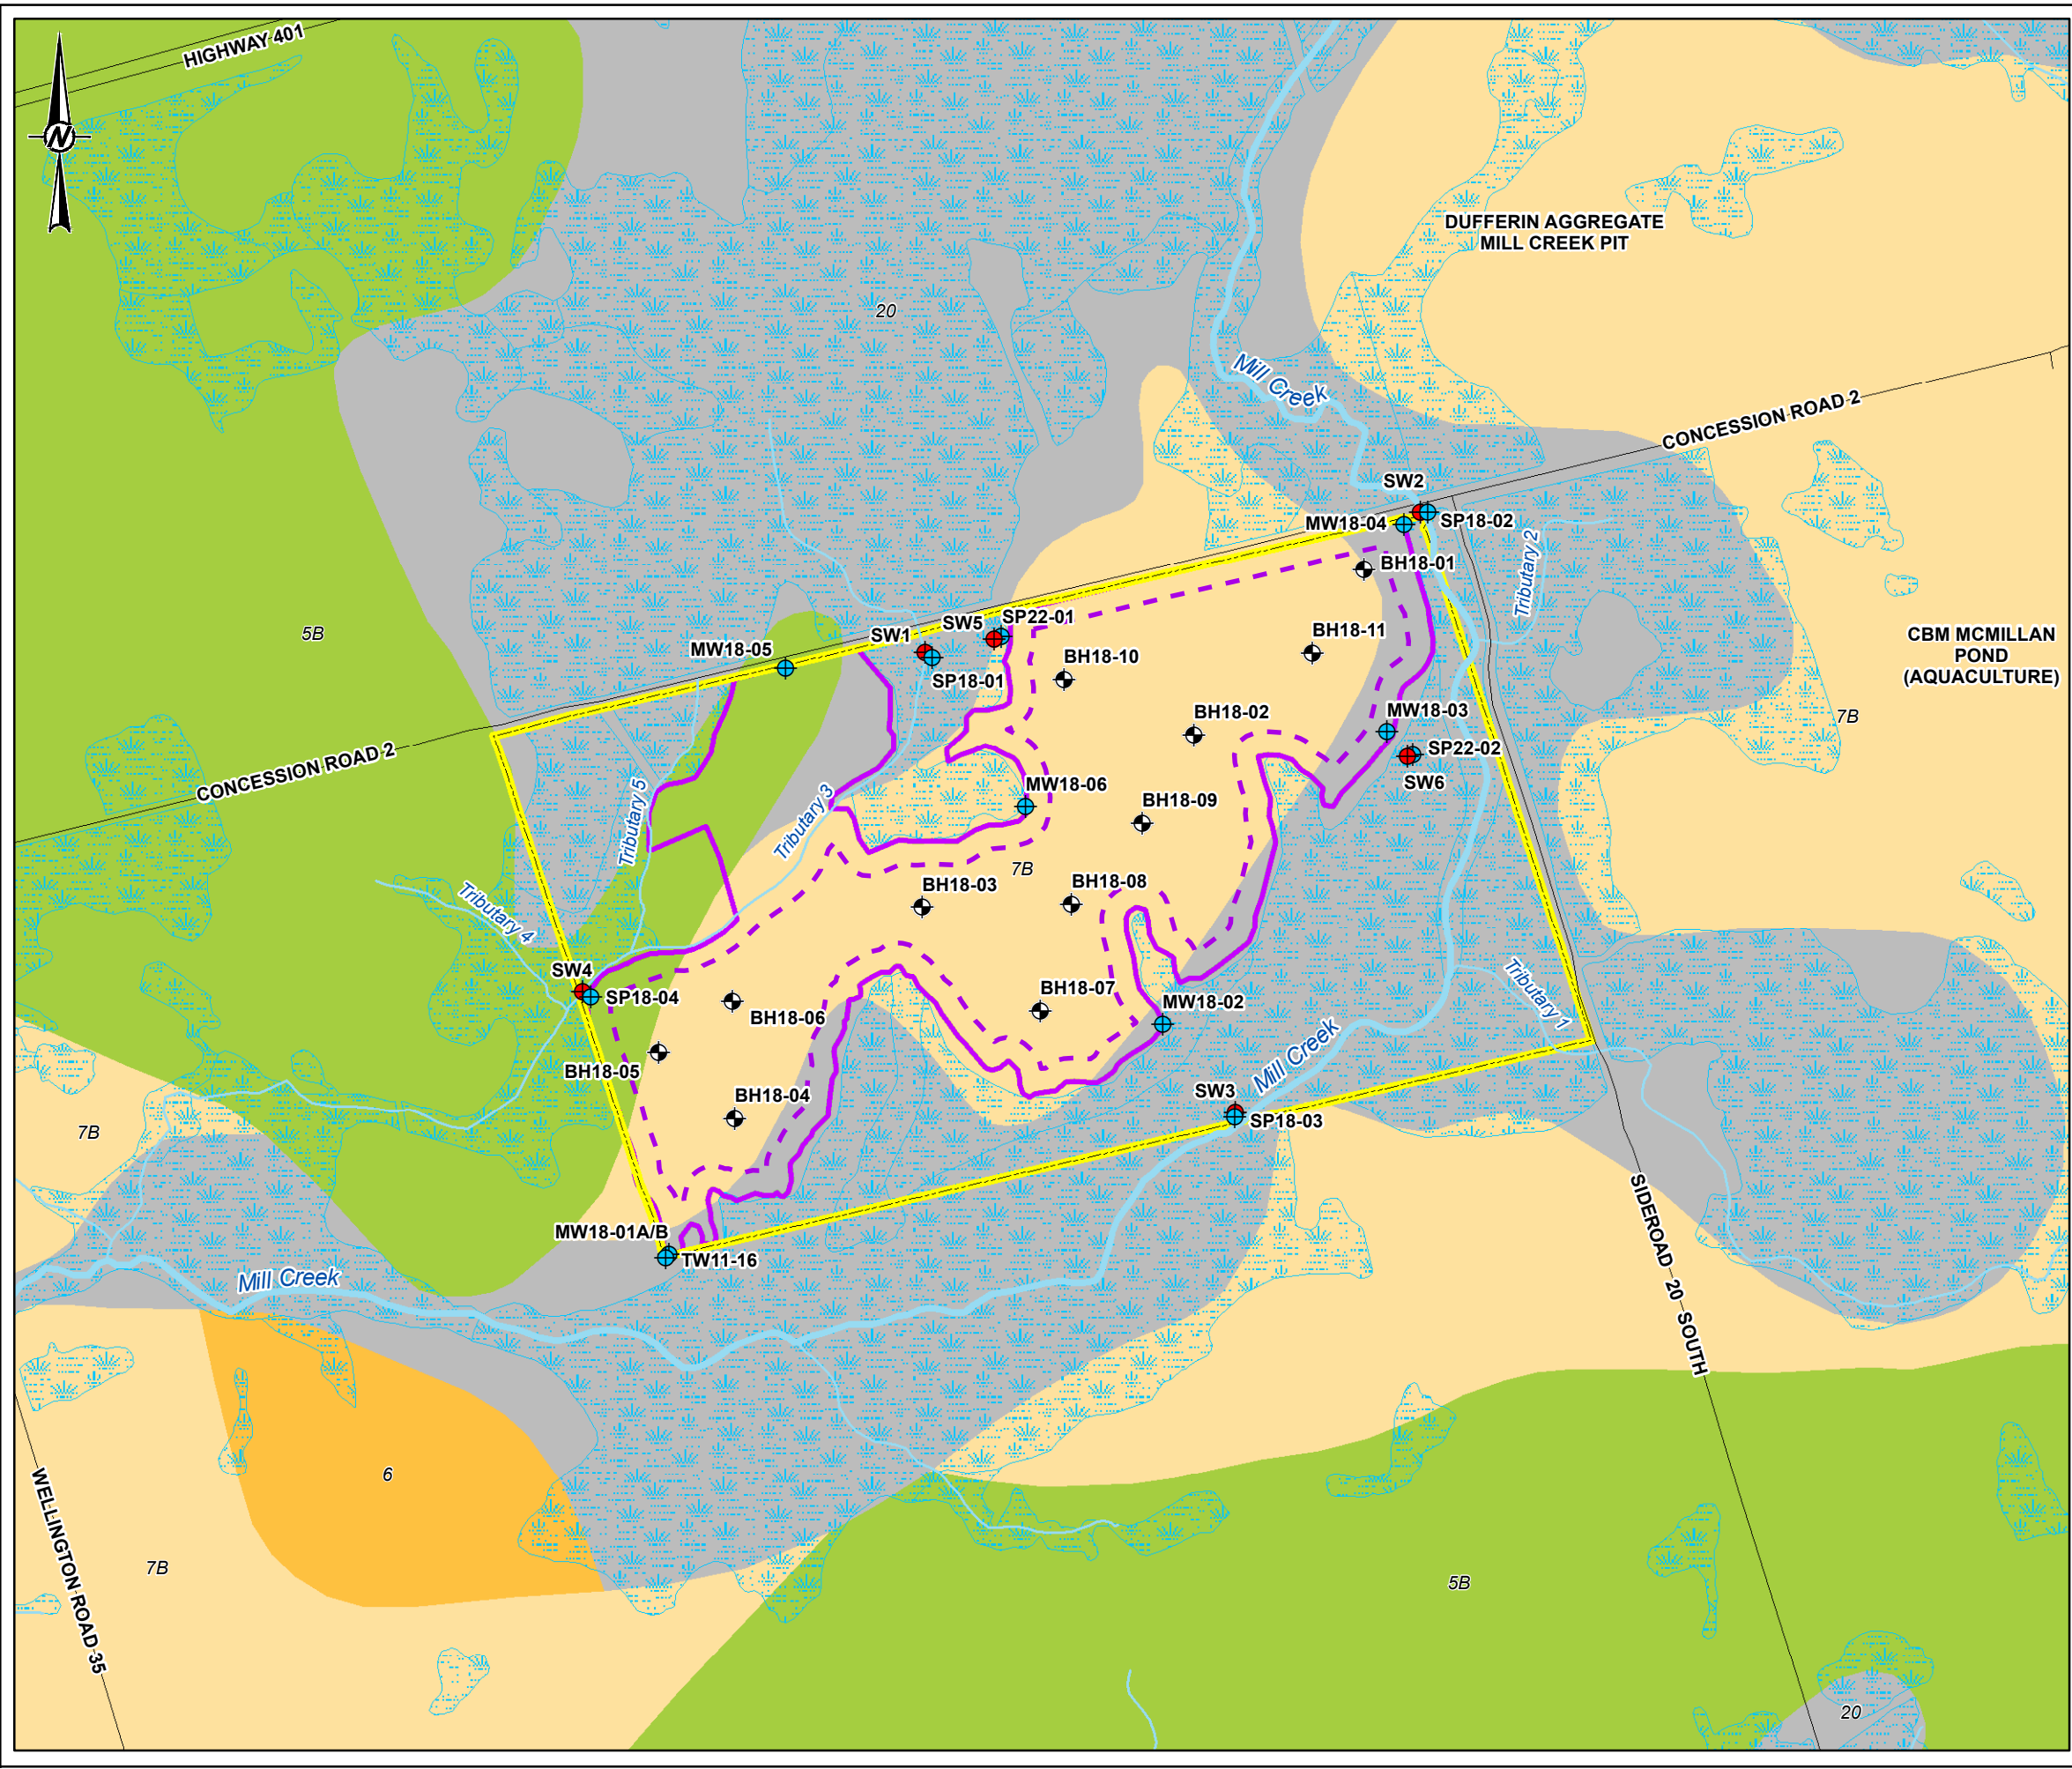 HIGHWAY 401
N
DUFFERIN AGGREGATE
MILL CREEK PIT
20
Mill Creek
CONCESSION ROAD 2
SW2
SP18-02
MW18-04
Tributary 2
BH18-01
5B
SP22-01
SW5
SW1
BH18-11
CBM MCMILLAN
POND
(AQUACULTURE)
MW18-05
BH18-10
SP18-01
MW18-03
BH18-02
7B
SP22-02
SW6
CONCESSION ROAD 2
MW18-06
Tributary 5
Tributary 3
BH18-09
7B
BH18-03
BH18-08
Tributary 4
SW4
SP18-04
BH18-07
MW18-02
Tributary 1
BH18-06
BH18-05
Mill Creek
SW3
BH18-04
SP18-03
7B
MW18-01A/B
TW11-16
Mill Creek
SIDEROAD 20 SOUTH
6
WELLINGTON ROAD 35
7B
5B
20